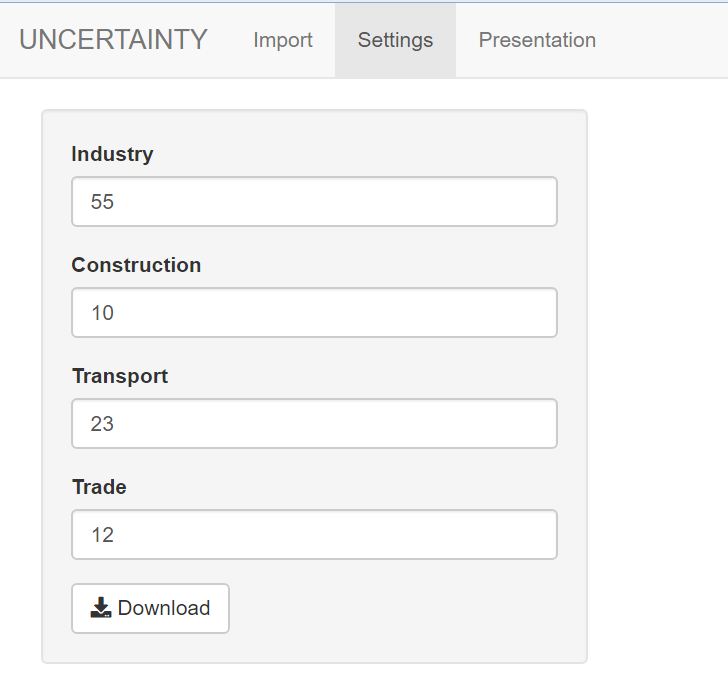 UNCERTAINTY Import Settings Presentation
Industry
55
Construction
10
Transport
23
Trade
12
Download